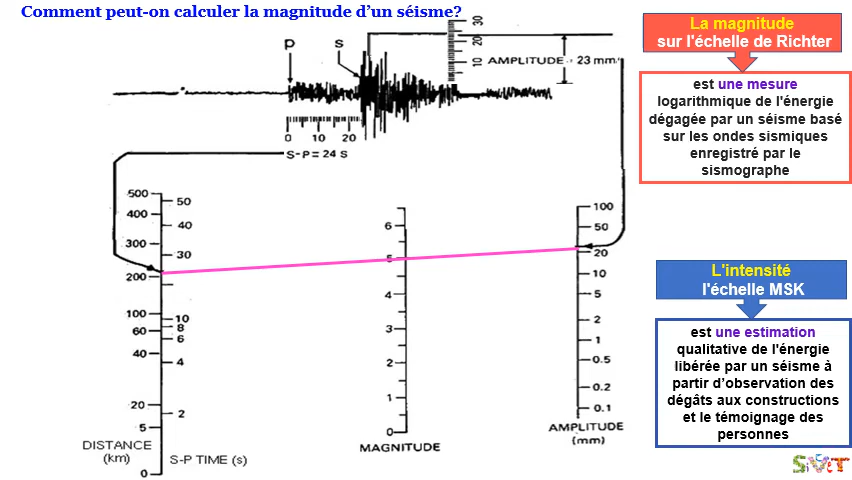 Comment peut-on calculer la magnitude d'un séisme?
30
20
10
P
S
AMPLITUDE = 23 mm
0 10 20
S-P = 24 S
500
400
300
200
100
60
40
20
5
0
DISTANCE
(km)
50
40
30
10
8
6
4
2
S-P TIME (s)
6
5
4
3
2
1
0
MAGNITUDE
100
50
20
10
5
2
1
0.5
0.2
0.1
AMPLITUDE
(mm)
La magnitude
sur l'échelle de Richter
est une mesure
logarithmique de l'énergie
dégagée par un séisme basé
sur les ondes sismiques
enregistré par le
sismographe
L'intensité
l'échelle MSK
est une estimation
qualitative de l'énergie
libérée par un séisme à
partir d'observation des
dégâts aux constructions
et le témoignage des
personnes